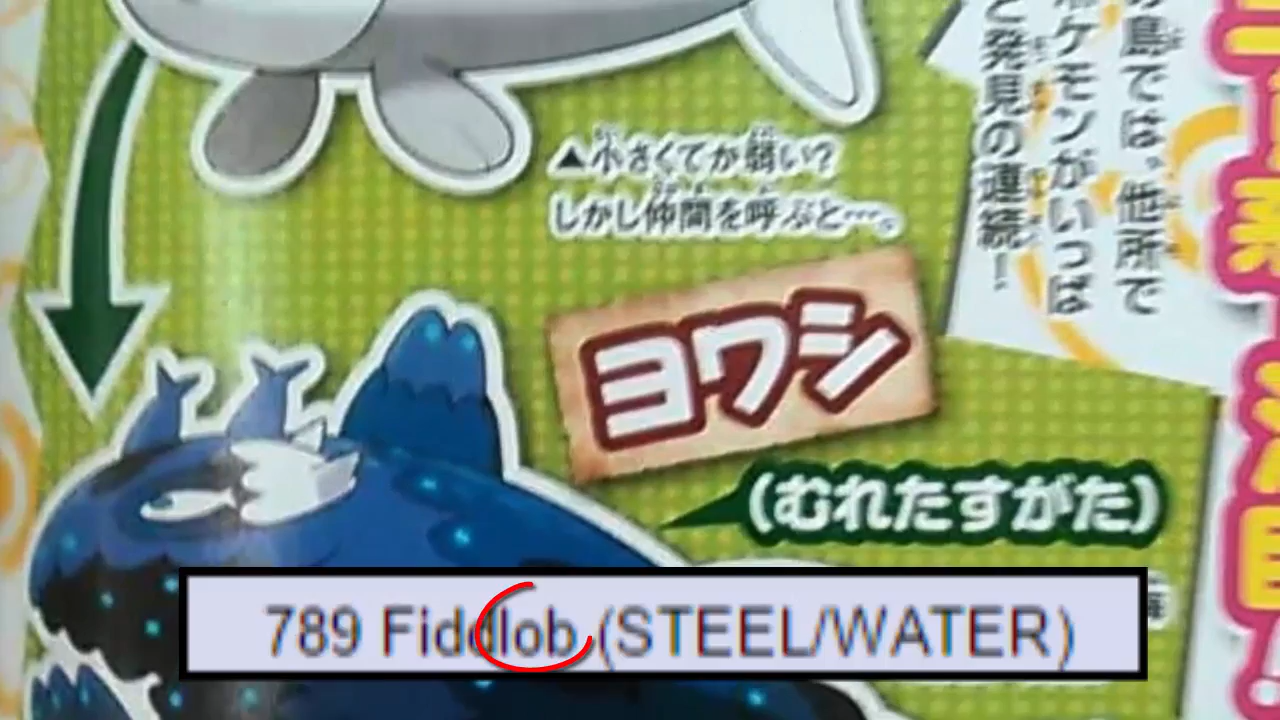 島では、他所で
ケモンがいっぱ
と発見の連続！
▲小さくてか弱い？
しかし仲間を呼ぶと…。
ヨワシ
（むれたすがた）
789 Fiddlob (STEEL/WATER)